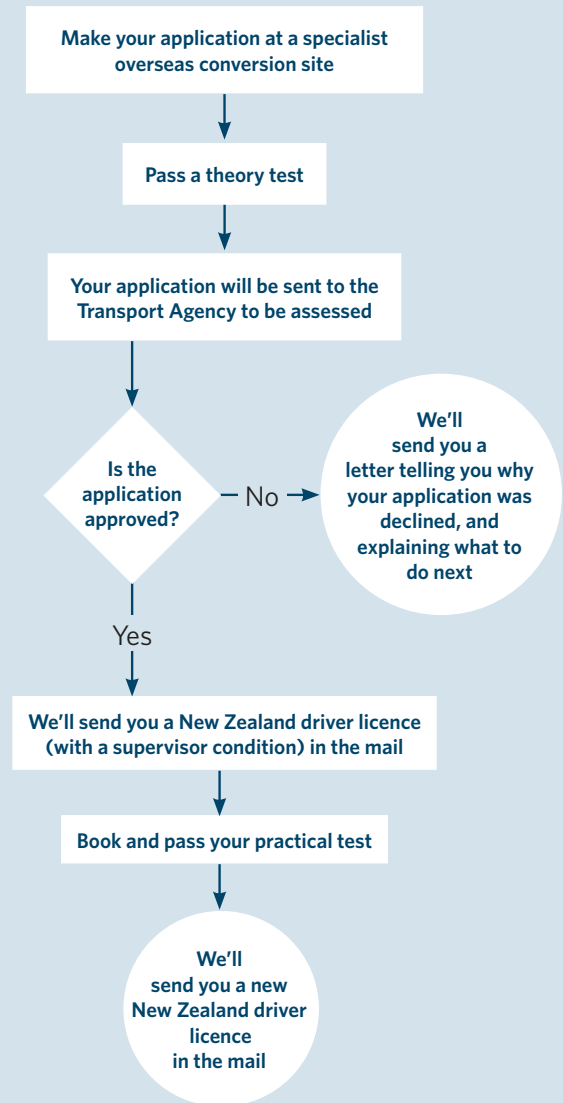 Make your application at a specialist
overseas conversion site
Pass a theory test
Your application will be sent to the
Transport Agency to be assessed
Is the
application
approved?
No
We'll
send you a
letter telling you why
your application was
declined, and
explaining what to
do next
Yes
We'll send you a New Zealand driver licence
(with a supervisor condition) in the mail
Book and pass your practical test
We'll
send you a new
New Zealand driver
licence
in the mail